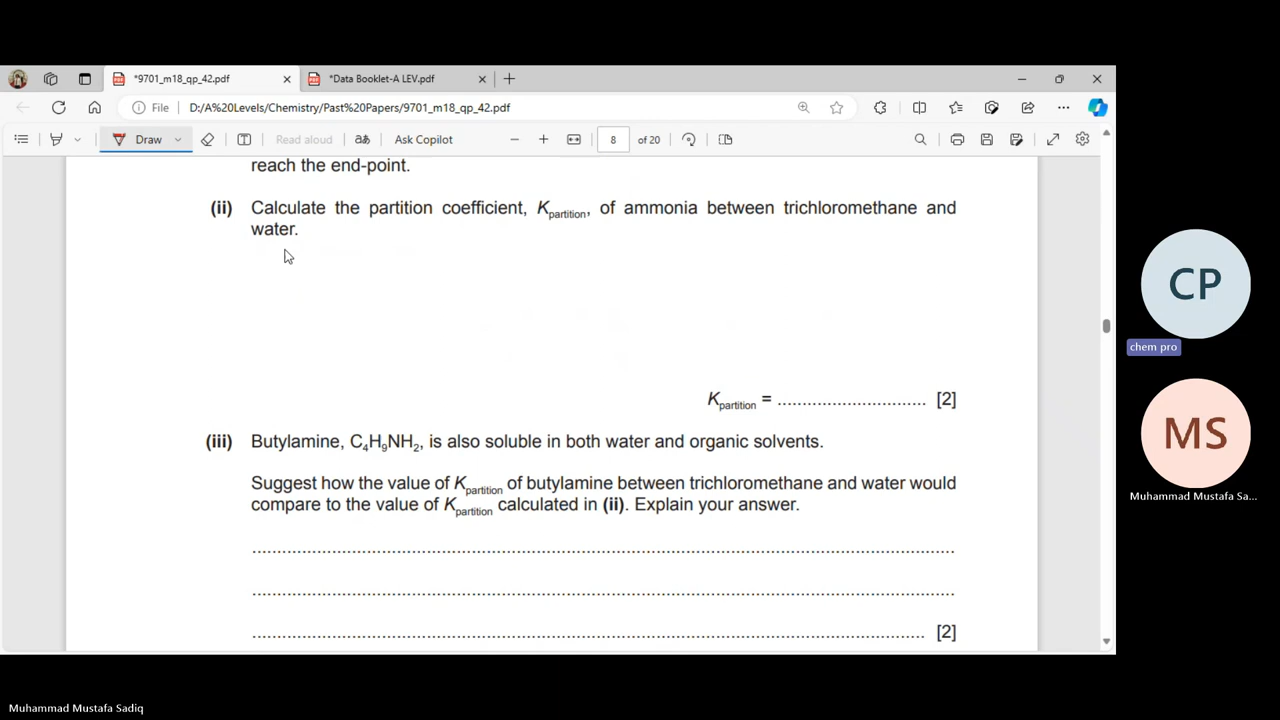 *9701_m18_qp_42.pdf
*Data Booklet-A LEV.pdf
File
D:/A%20Levels/Chemistry/Past%20Papers/9701_m18_qp_42.pdf
Draw
Read aloud
aあ
Ask Copilot
8
of 20
reach the end-point.
(ii) Calculate the partition coefficient, Kpartition, of ammonia between trichloromethane and
water.
Kpartition = .............................. [2]
(iii) Butylamine, C4H9NH2, is also soluble in both water and organic solvents.
Suggest how the value of Kpartition of butylamine between trichloromethane and water would
compare to the value of Kpartition calculated in (ii). Explain your answer.
[2]
CP
chem pro
MS
Muhammad Mustafa Sa...
Muhammad Mustafa Sadiq